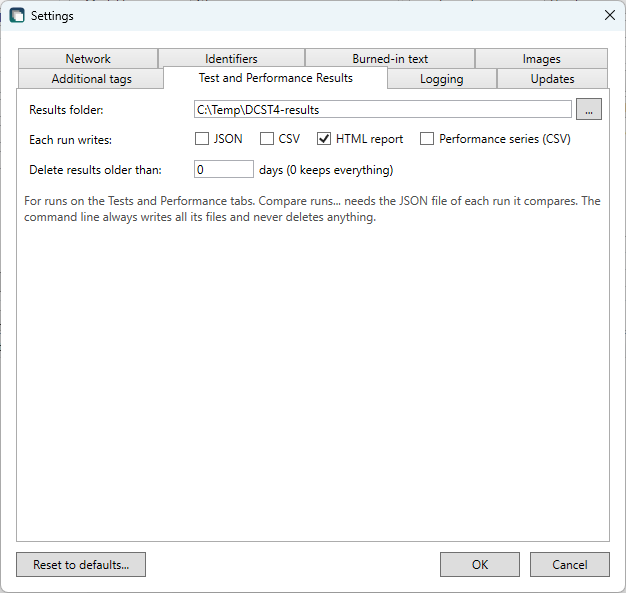 Settings
Network
Identifiers
Burned-in text
Images
Additional tags
Test and Performance Results
Logging
Updates
Results folder:
C:\Temp\DCST4-results
...
Each run writes:
JSON
CSV
HTML report
Performance series (CSV)
Delete results older than:
0
days (0 keeps everything)
For runs on the Tests and Performance tabs. Compare runs... needs the JSON file of each run it compares. The
command line always writes all its files and never deletes anything.
Reset to defaults...
OK
Cancel